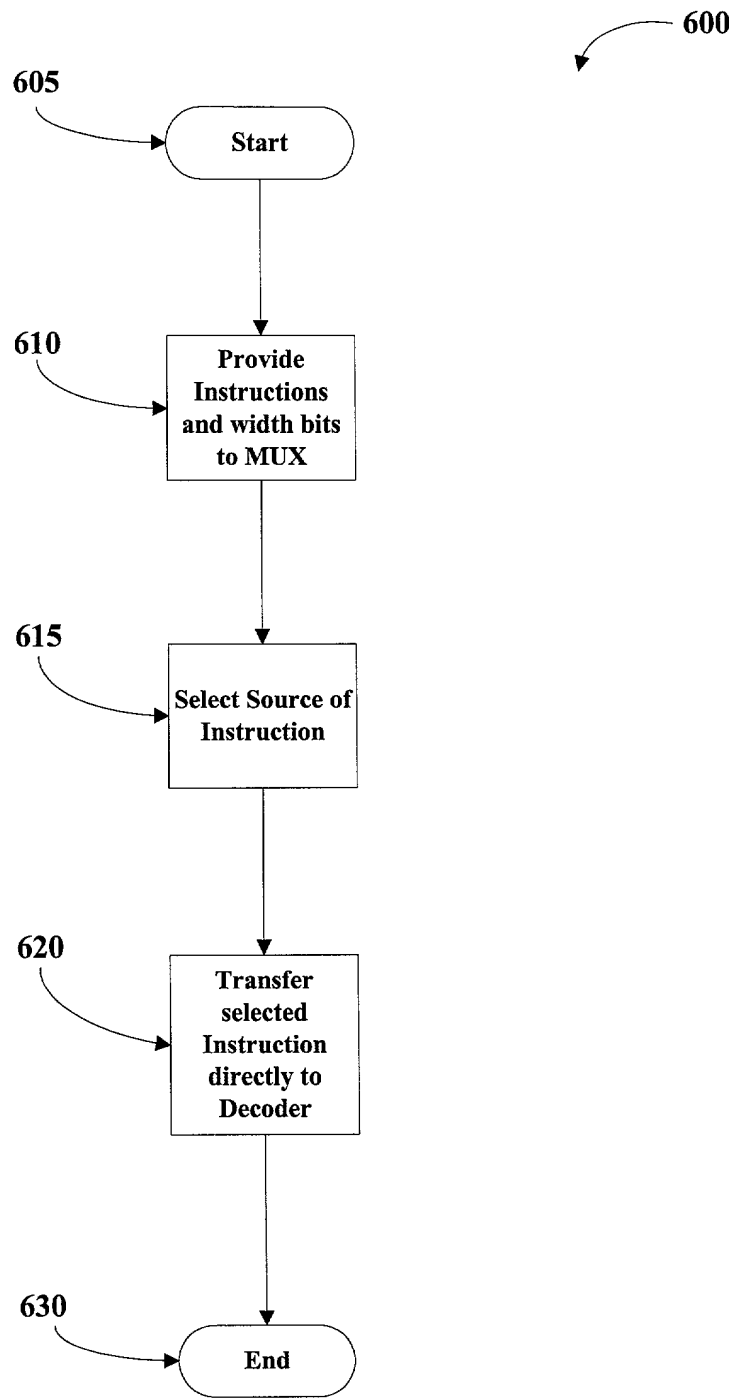 600
605
Start
610
Provide
Instructions
and width bits
to MUX
615
Select Source of
Instruction
620
Transfer
selected
Instruction
directly to
Decoder
630
End